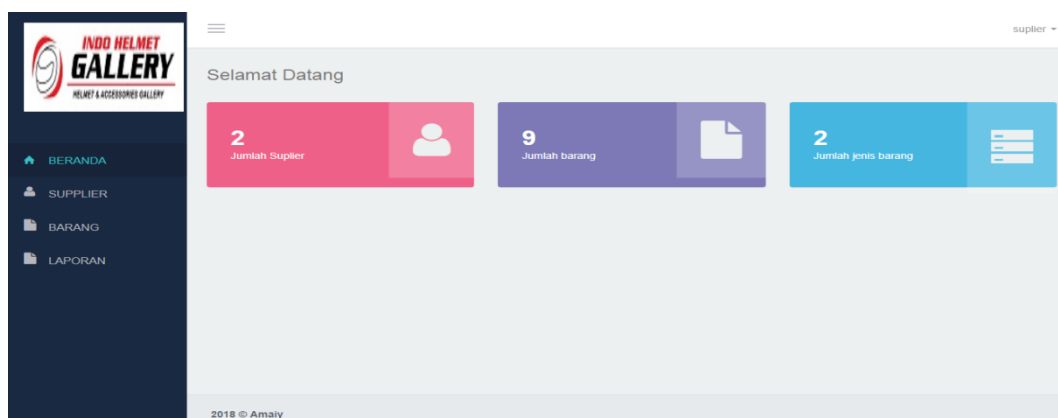 INDO HELMET
GALLERY
HELMET & ACCESSORIES GALLERY
BERANDA
SUPPLIER
BARANG
LAPORAN
suplier
Selamat Datang
2
Jumlah Suplier
9
Jumlah barang
2
Jumlah jenis barang
2018 © Amaiy